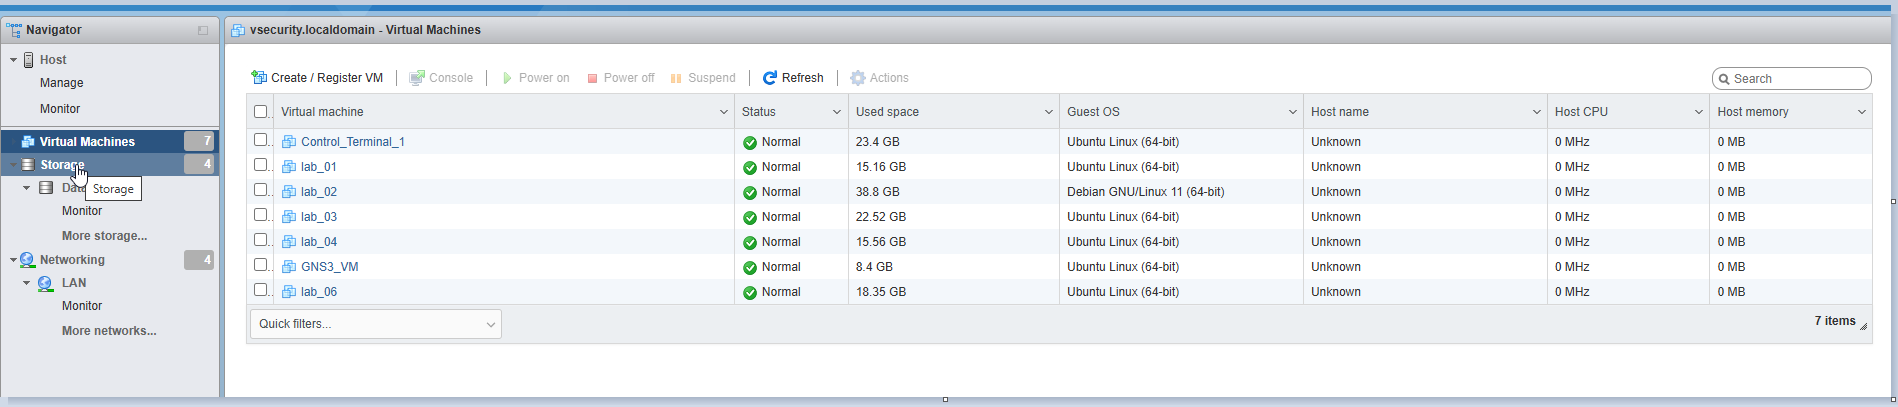 Navigator
Host
Manage
Monitor
Virtual Machines 7
Storage 4
Storage
Monitor
More storage...
Networking 4
LAN
Monitor
More networks...
vsecurity.localdomain - Virtual Machines
Create / Register VM Console Power on Power off Suspend Refresh Actions Search
Virtual machine Status Used space Guest OS Host name Host CPU Host memory
Control_Terminal_1 Normal 23.4 GB Ubuntu Linux (64-bit) Unknown 0 MHz 0 MB
lab_01 Normal 15.16 GB Ubuntu Linux (64-bit) Unknown 0 MHz 0 MB
lab_02 Normal 38.8 GB Debian GNU/Linux 11 (64-bit) Unknown 0 MHz 0 MB
lab_03 Normal 22.52 GB Ubuntu Linux (64-bit) Unknown 0 MHz 0 MB
lab_04 Normal 15.56 GB Ubuntu Linux (64-bit) Unknown 0 MHz 0 MB
GNS3_VM Normal 8.4 GB Ubuntu Linux (64-bit) Unknown 0 MHz 0 MB
lab_06 Normal 18.35 GB Ubuntu Linux (64-bit) Unknown 0 MHz 0 MB
Quick filters...
7 items